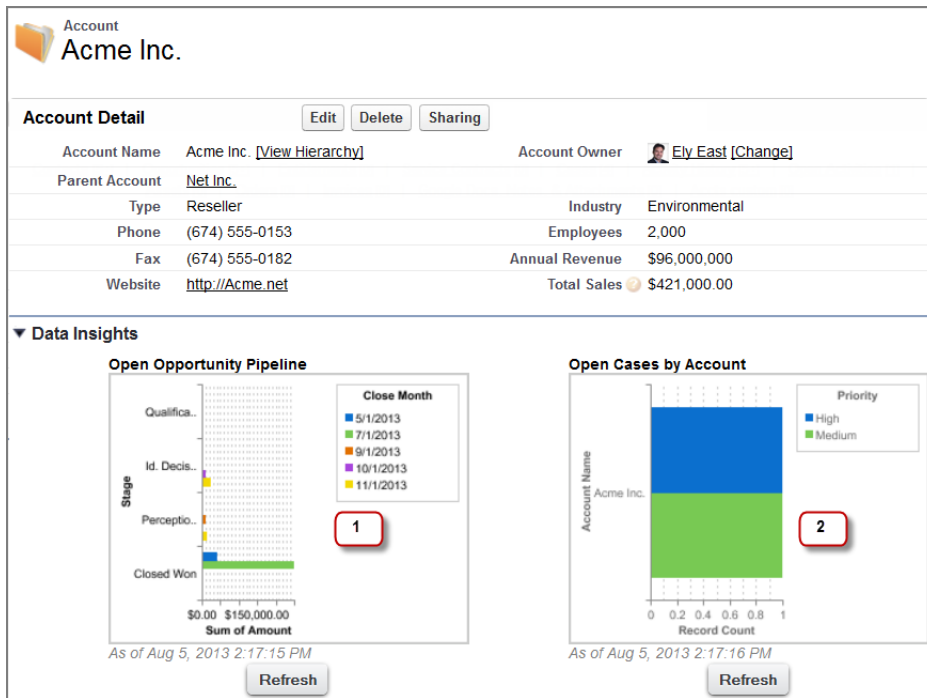 Account
Acme Inc.
Account Detail Edit Delete Sharing
Account Name Acme Inc. [View Hierarchy] Account Owner Ely East [Change]
Parent Account Net Inc.
Type Reseller Industry Environmental
Phone (674) 555-0153 Employees 2,000
Fax (674) 555-0182 Annual Revenue $96,000,000
Website http://Acme.net Total Sales ? $421,000.00
Data Insights
Open Opportunity Pipeline
Stage
Qualifica..
Id. Decis..
Perceptio..
Closed Won
$0.00 $150,000.00
Sum of Amount
Close Month
5/1/2013
7/1/2013
9/1/2013
10/1/2013
11/1/2013
1
As of Aug 5, 2013 2:17:15 PM
Refresh
Open Cases by Account
Account Name
Acme Inc.
0 0.2 0.4 0.6 0.8 1
Record Count
Priority
High
Medium
2
As of Aug 5, 2013 2:17:16 PM
Refresh